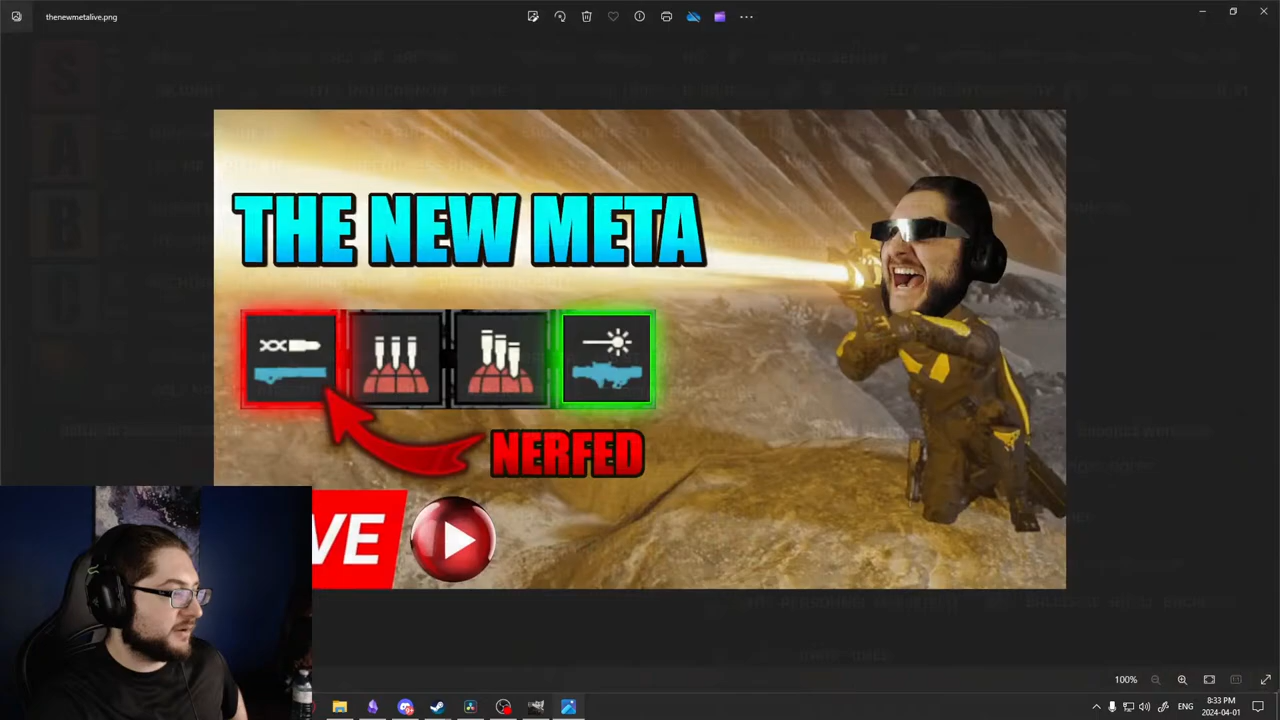 thenewmetalive.png
THE NEW META
NERFED
VE
100%
ENG
8:33 PM
2024-04-01